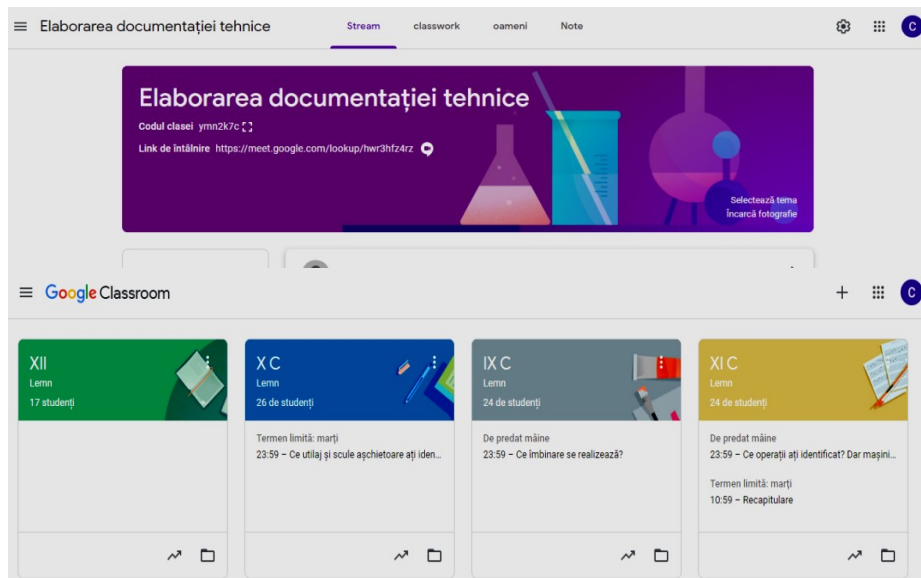 Elaborarea documentației tehnice
Stream classwork oameni Note
C
Elaborarea documentației tehnice
Codul clasei ymn2k7c
Link de întâlnire https://meet.google.com/lookup/hwr3hfz4rz
Selectează tema
Încarcă fotografie
Google Classroom
C
XII
Lemn
17 studenți
X C
Lemn
26 de studenți
Termen limită: marți
23:59 – Ce utilaj și scule așchietoare ați iden...
IX C
Lemn
24 de studenți
De predat mâine
23:59 – Ce îmbinare se realizează?
XI C
Lemn
24 de studenți
De predat mâine
23:59 – Ce operații ați identificat? Dar mașini...
Termen limită: marți
10:59 – Recapitulare